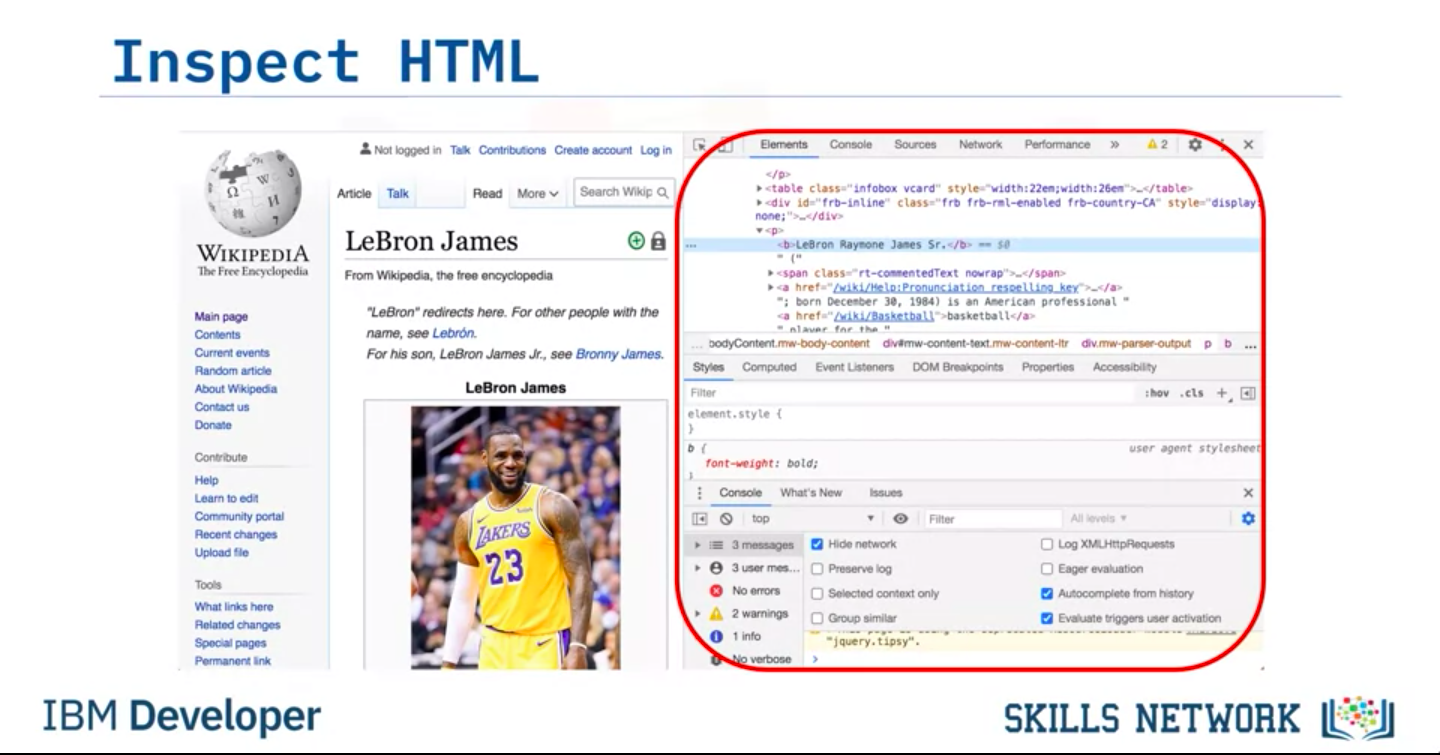 Inspect HTML
Not logged in Talk Contributions Create account Log in
Article Talk Read More Search Wikip
WIKIPEDIA
The Free Encyclopedia
Main page
Contents
Current events
Random article
About Wikipedia
Contact us
Donate
Contribute
Help
Learn to edit
Community portal
Recent changes
Upload file
Tools
What links here
Related changes
Special pages
Permanent link
LeBron James
From Wikipedia, the free encyclopedia
"LeBron" redirects here. For other people with the
name, see Lebrón.
For his son, LeBron James Jr., see Bronny James.
LeBron James
LAKERS
23
Elements Console Sources Network Performance » 2
</p>
<table class="infobox vcard" style="width:22em;width:26em">…</table>
<div id="frb-inline" class="frb frb-rml-enabled frb-country-CA" style="display:
none;">…</div>
<p>
… <b>LeBron Raymone James Sr.</b> == $0
" ("
<span class="rt-commentedText nowrap">…</span>
<a href="/wiki/Help:Pronunciation_respelling_key">…</a>
"; born December 30, 1984) is an American professional "
<a href="/wiki/Basketball">basketball</a>
" player for the "
… bodyContent.mw-body-content div#mw-content-text.mw-content-ltr div.mw-parser-output p b …
Styles Computed Event Listeners DOM Breakpoints Properties Accessibility
Filter :hov .cls +
element.style {
}
b { user agent stylesheet
font-weight: bold;
}
Console What's New Issues
top Filter All levels
3 messages
3 user mes...
No errors
2 warnings
1 info
No verbose
Hide network Log XMLHttpRequests
Preserve log Eager evaluation
Selected context only Autocomplete from history
Group similar Evaluate triggers user activation
"jquery.tipsy".
IBM Developer
SKILLS NETWORK